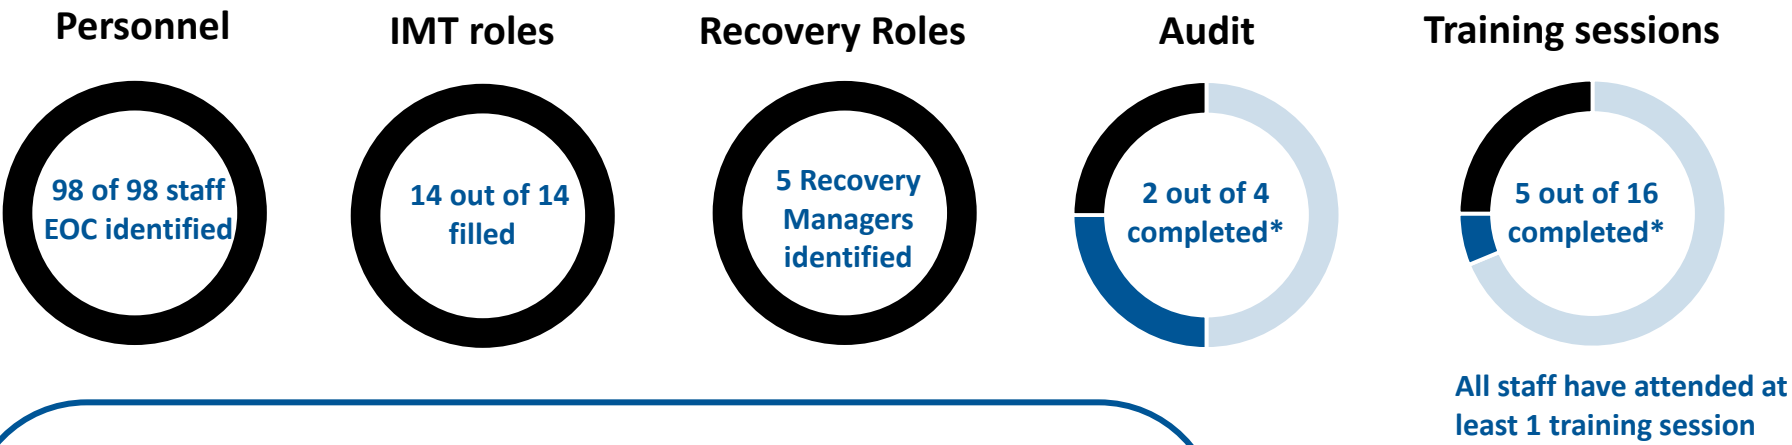 Personnel
IMT roles
Recovery Roles
Audit
Training sessions
98 of 98 staff
EOC identified
14 out of 14
filled
5 Recovery
Managers
identified
2 out of 4
completed*
5 out of 16
completed*
All staff have attended at
least 1 training session